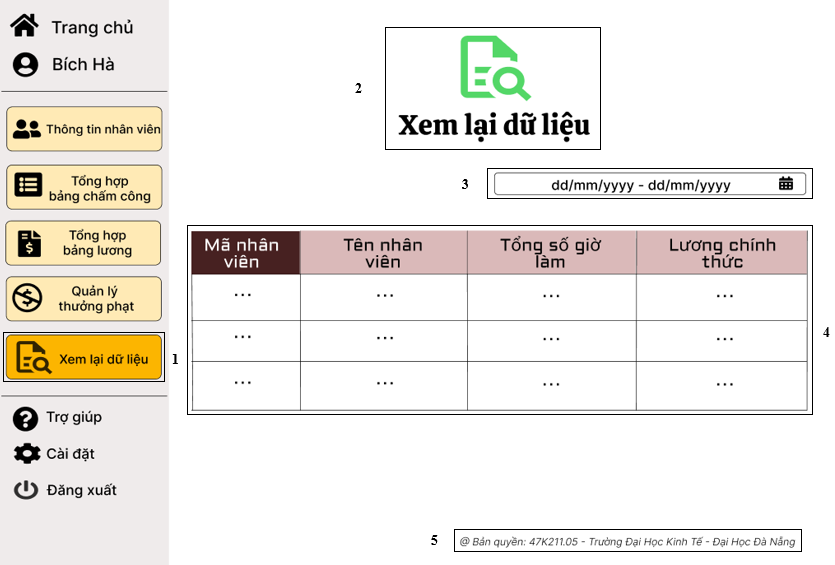 Trang chủ
Bích Hà
Thông tin nhân viên
Tổng hợp
bảng chấm công
Tổng hợp
bảng lương
Quản lý
thưởng phạt
Xem lại dữ liệu
1
Trợ giúp
Cài đặt
Đăng xuất
2
Xem lại dữ liệu
3
dd/mm/yyyy - dd/mm/yyyy
Mã nhân
viên
Tên nhân
viên
Tổng số giờ
làm
Lương chính
thức
... ... ... ...
... ... ... ...
... ... ... ...
4
5
@ Bản quyền: 47K211.05 - Trường Đại Học Kinh Tế - Đại Học Đà Nẵng